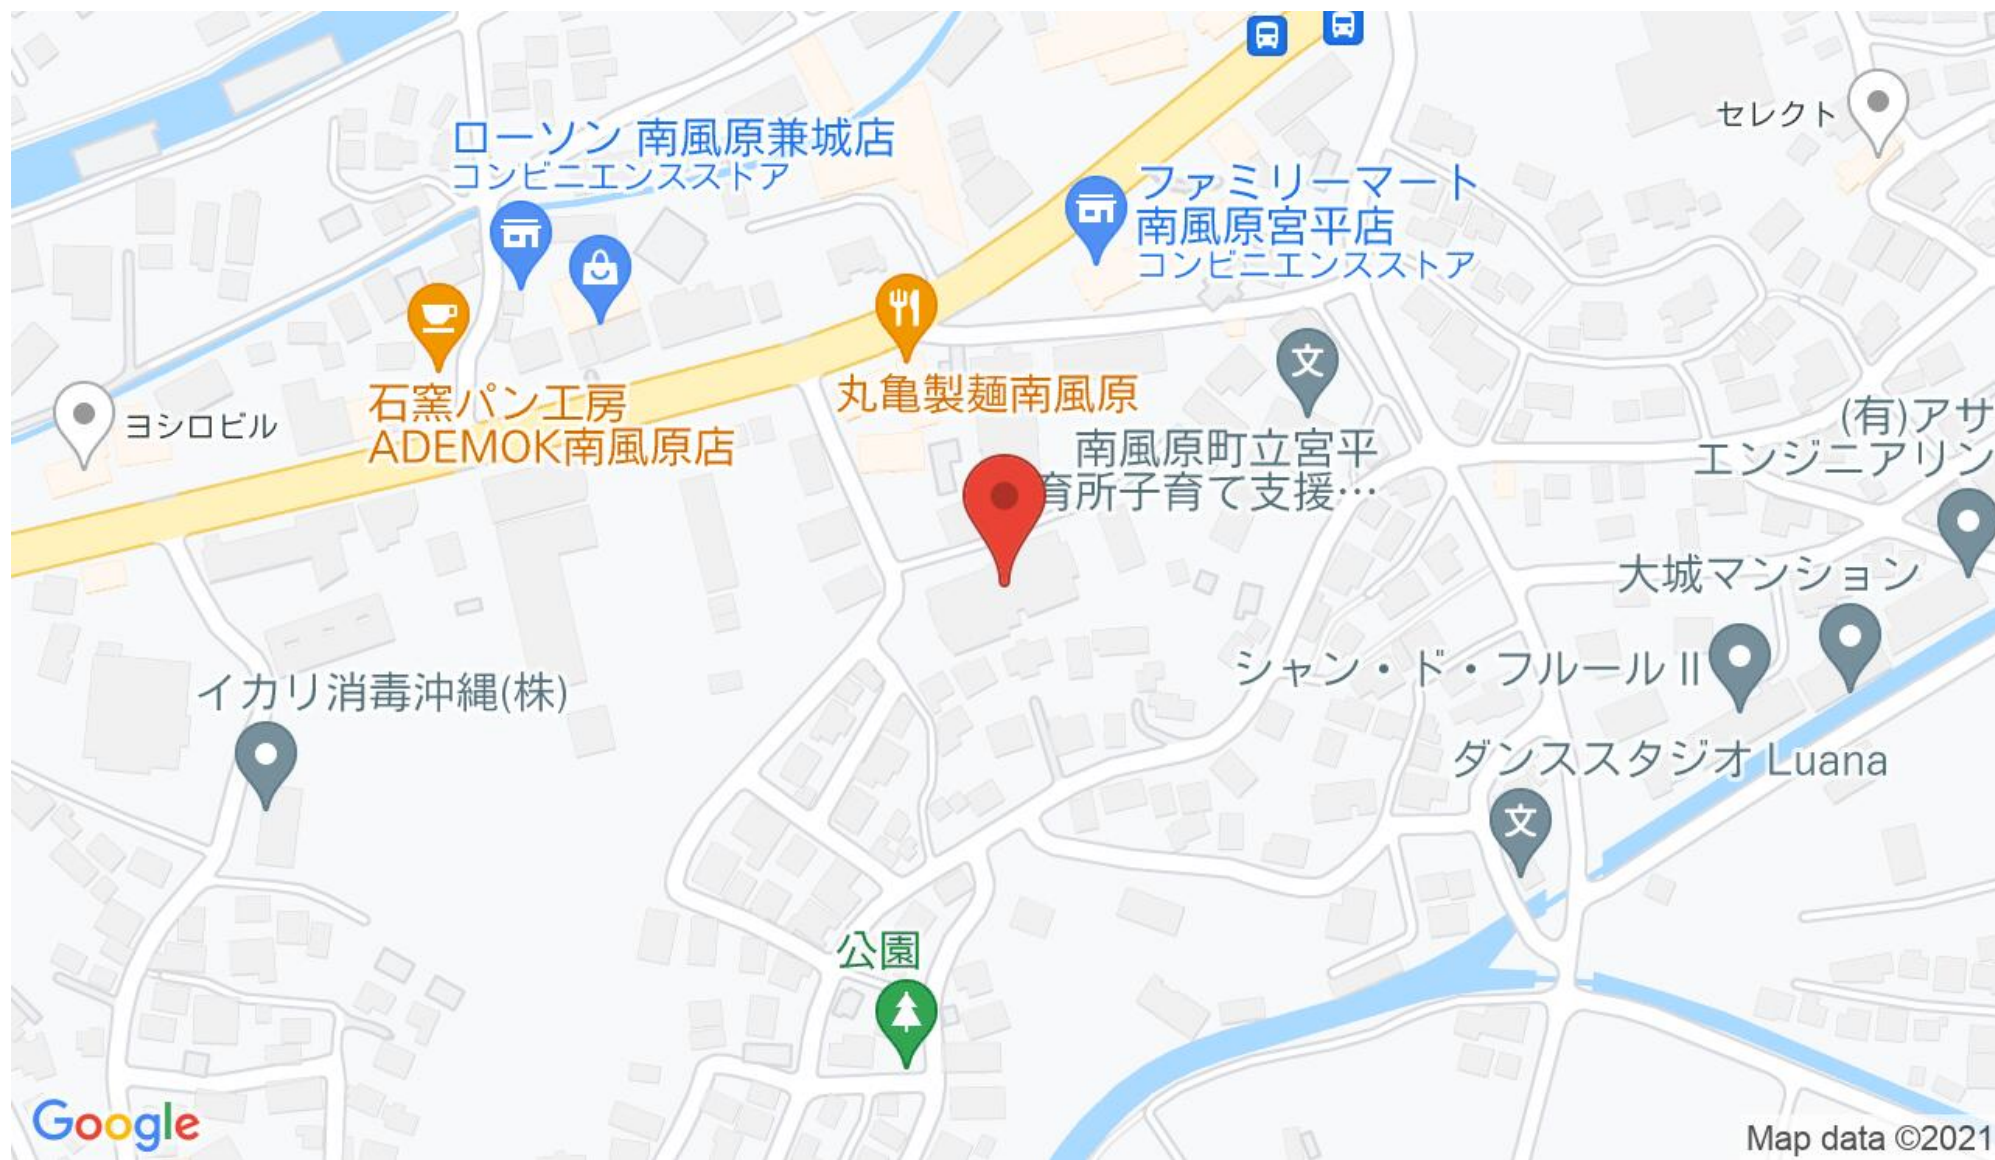 セレクト
ローソン 南風原兼城店
コンビニエンスストア
ファミリーマート
南風原宮平店
コンビニエンスストア
文
石窯パン工房
ADEMOK南風原店
丸亀製麺南風原
ヨシロビル
南風原町立宮平
育所子育て支援…
(有)アサ
エンジニアリン
大城マンション
シャン・ド・フルール II
イカリ消毒沖縄(株)
ダンススタジオ Luana
文
公園
Google
Map data ©2021